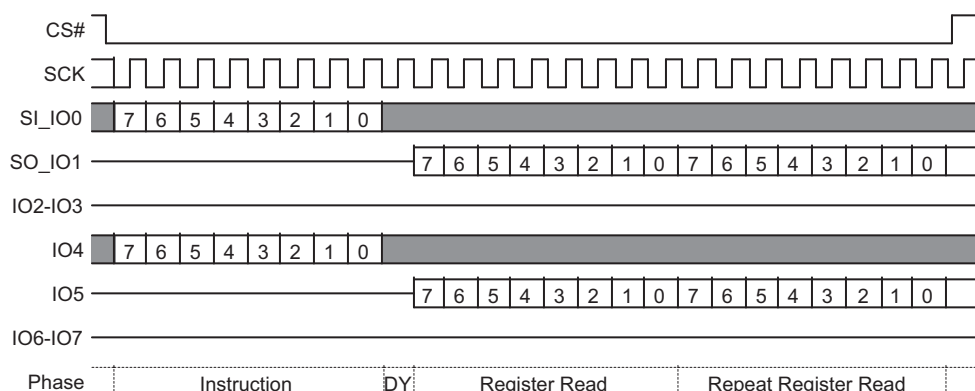 CS#
SCK
SI_IO0 7 6 5 4 3 2 1 0
SO_IO1 7 6 5 4 3 2 1 0 7 6 5 4 3 2 1 0
IO2-IO3
IO4 7 6 5 4 3 2 1 0
IO5 7 6 5 4 3 2 1 0 7 6 5 4 3 2 1 0
IO6-IO7
Phase Instruction DY Register Read Repeat Register Read